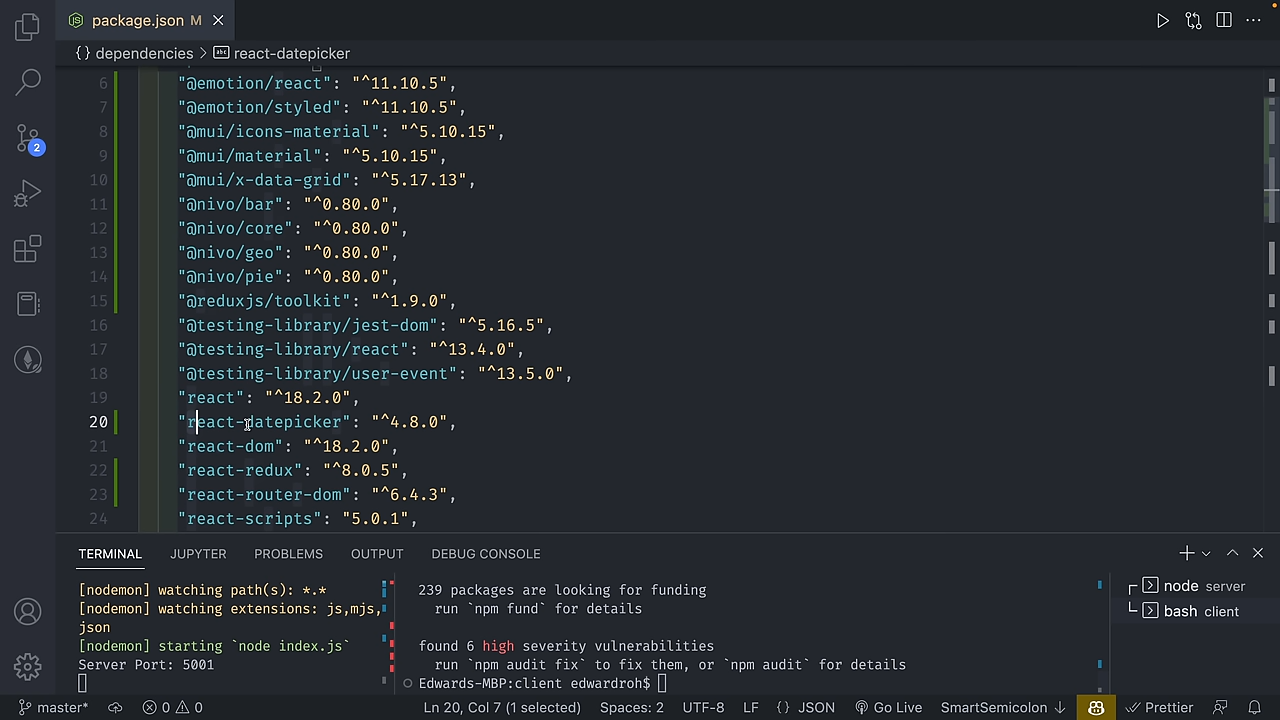 package.json M
{} dependencies > react-datepicker
6 "@emotion/react": "^11.10.5",
7 "@emotion/styled": "^11.10.5",
8 "@mui/icons-material": "^5.10.15",
9 "@mui/material": "^5.10.15",
10 "@mui/x-data-grid": "^5.17.13",
11 "@nivo/bar": "^0.80.0",
12 "@nivo/core": "^0.80.0",
13 "@nivo/geo": "^0.80.0",
14 "@nivo/pie": "^0.80.0",
15 "@reduxjs/toolkit": "^1.9.0",
16 "@testing-library/jest-dom": "^5.16.5",
17 "@testing-library/react": "^13.4.0",
18 "@testing-library/user-event": "^13.5.0",
19 "react": "^18.2.0",
20 "react-datepicker": "^4.8.0",
21 "react-dom": "^18.2.0",
22 "react-redux": "^8.0.5",
23 "react-router-dom": "^6.4.3",
24 "react-scripts": "5.0.1",
2
TERMINAL JUPYTER PROBLEMS OUTPUT DEBUG CONSOLE
[nodemon] watching path(s): *.*
[nodemon] watching extensions: js,mjs,
json
[nodemon] starting `node index.js`
Server Port: 5001
239 packages are looking for funding
run `npm fund` for details
found 6 high severity vulnerabilities
run `npm audit fix` to fix them, or `npm audit` for details
Edwards-MBP:client edwardroh$
node server
bash client
master* 0 0 Ln 20, Col 7 (1 selected) Spaces: 2 UTF-8 LF {} JSON Go Live SmartSemicolon ↓ Prettier